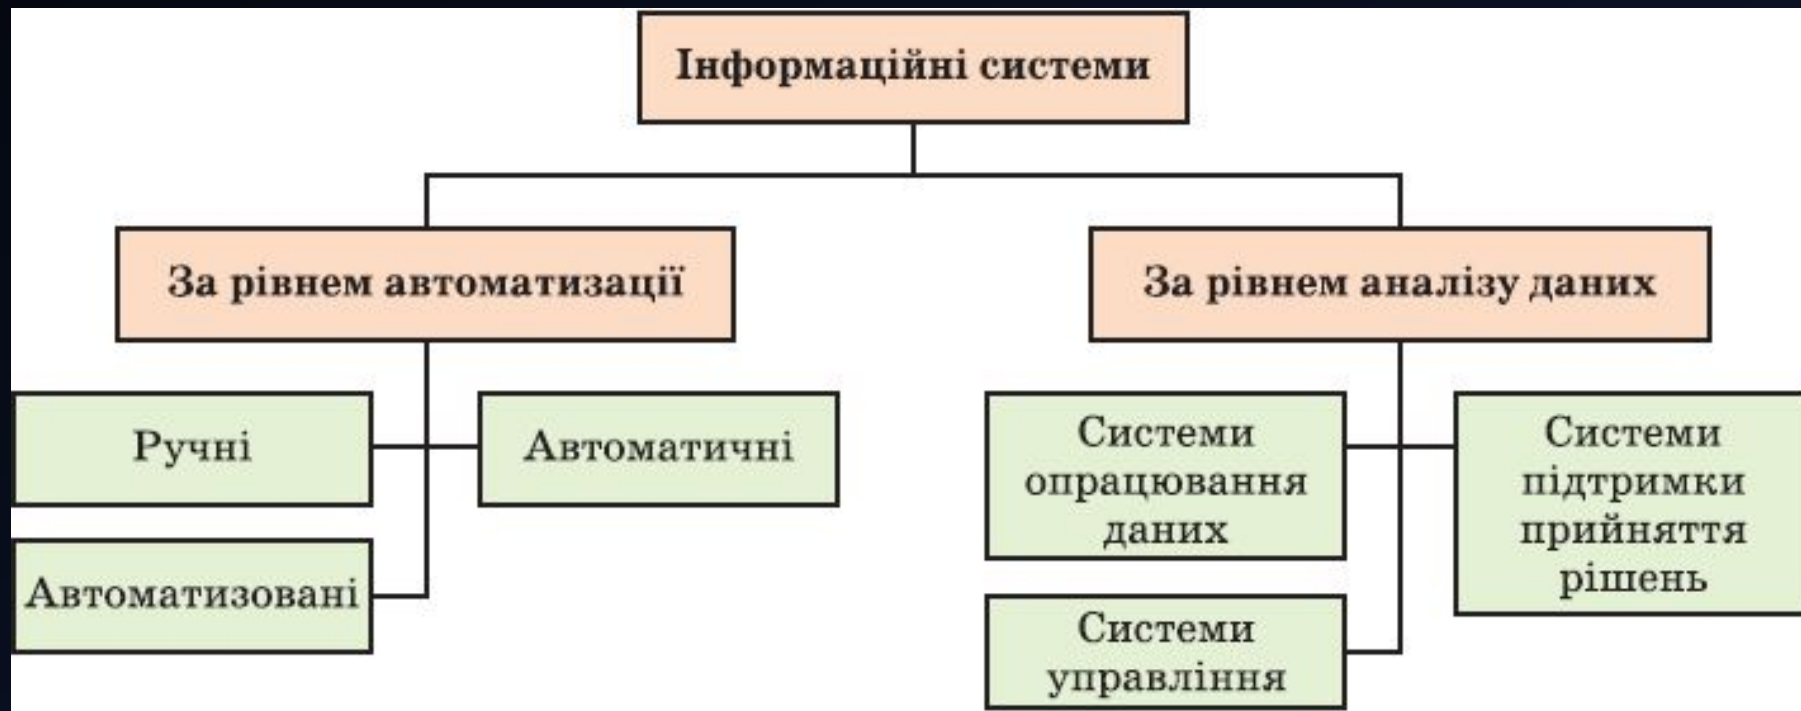 Інформаційні системи
За рівнем автоматизації
За рівнем аналізу даних
Ручні
Автоматичні
Автоматизовані
Системи
опрацювання
даних
Системи
підтримки
прийняття
рішень
Системи
управління